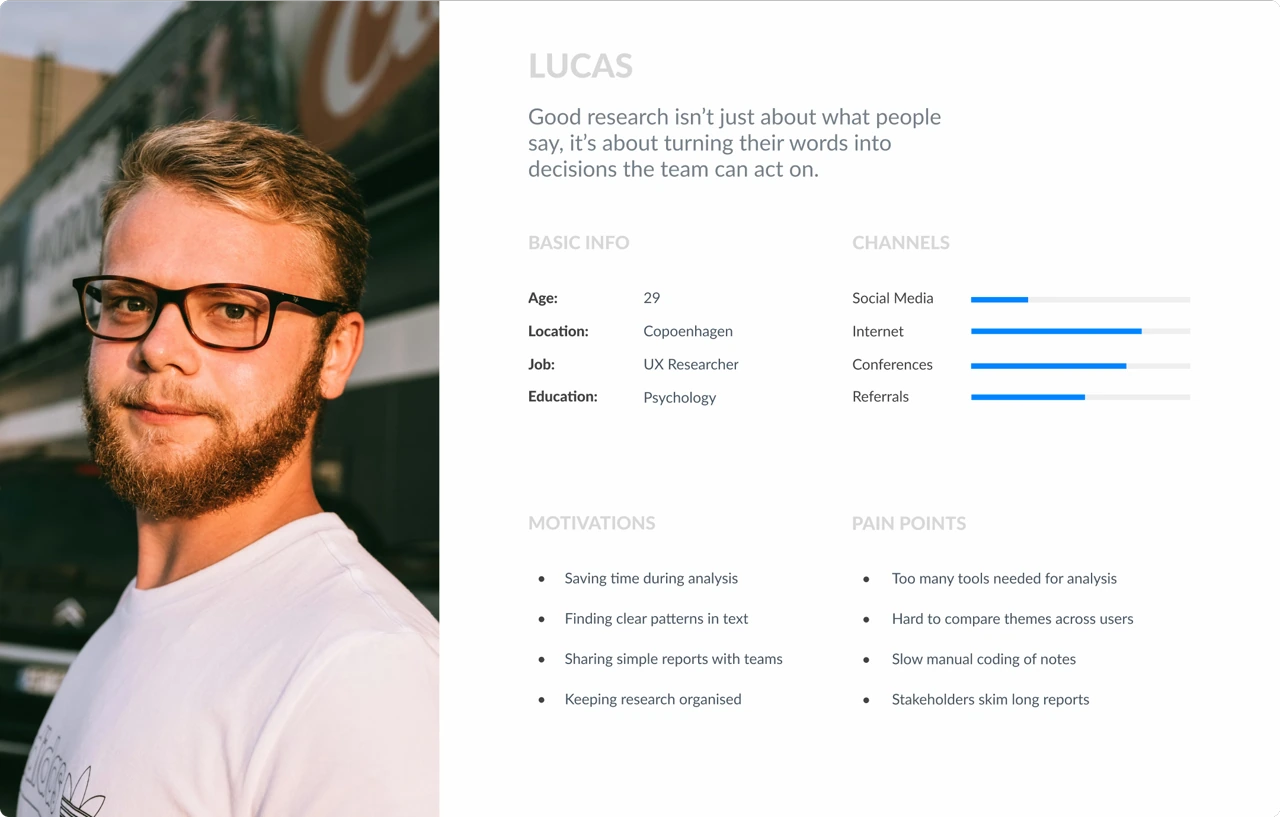 LUCAS
Good research isn’t just about what people
say, it’s about turning their words into
decisions the team can act on.
BASIC INFO
Age: 29
Location: Copoenhagen
Job: UX Researcher
Education: Psychology
CHANNELS
Social Media
Internet
Conferences
Referrals
MOTIVATIONS
• Saving time during analysis
• Finding clear patterns in text
• Sharing simple reports with teams
• Keeping research organised
PAIN POINTS
• Too many tools needed for analysis
• Hard to compare themes across users
• Slow manual coding of notes
• Stakeholders skim long reports